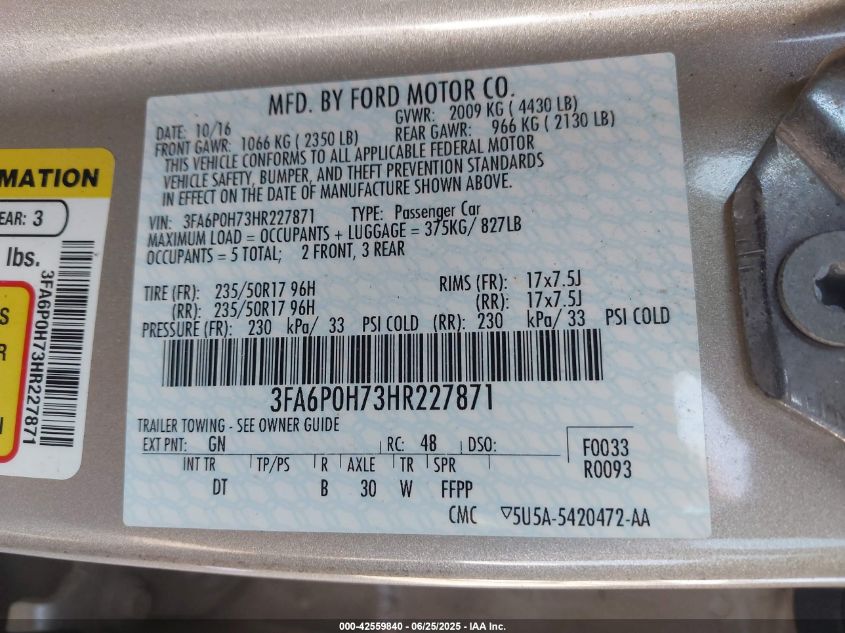 MFD. BY FORD MOTOR CO.
DATE: 10/16 GVWR: 2009 KG ( 4430 LB)
FRONT GAWR: 1066 KG ( 2350 LB) REAR GAWR: 966 KG ( 2130 LB)
THIS VEHICLE CONFORMS TO ALL APPLICABLE FEDERAL MOTOR
VEHICLE SAFETY, BUMPER, AND THEFT PREVENTION STANDARDS
IN EFFECT ON THE DATE OF MANUFACTURE SHOWN ABOVE.
VIN: 3FA6P0H73HR227871 TYPE: Passenger Car
MAXIMUM LOAD = OCCUPANTS + LUGGAGE = 375KG/ 827LB
OCCUPANTS = 5 TOTAL; 2 FRONT, 3 REAR
TIRE (FR): 235/50R17 96H RIMS (FR): 17x7.5J
(RR): 235/50R17 96H (RR): 17x7.5J
PRESSURE (FR): 230 kPa/ 33 PSI COLD (RR): 230 kPa/ 33 PSI COLD
3FA6P0H73HR227871
TRAILER TOWING - SEE OWNER GUIDE
EXT PNT: GN RC: 48 DSO:
F0033
R0093
INT TR TP/PS R AXLE TR SPR
DT B 30 W FFPP
CMC ▽5U5A-5420472-AA
MATION
EAR: 3
lbs.
3FA6P0H73HR227871
S
R
N
000-42559840 - 06/25/2025 - IAA Inc.